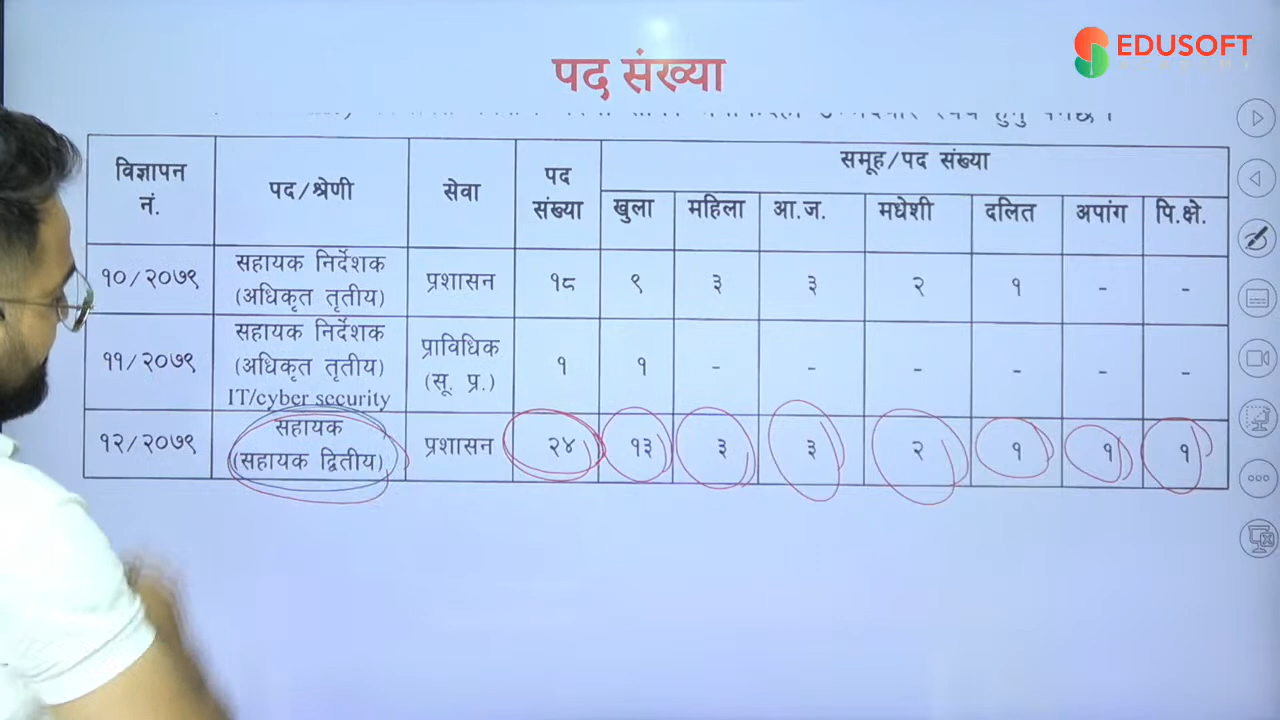 EDUSOFT
पद संख्या
विज्ञापन नं. पद/श्रेणी सेवा पद संख्या समूह/पद संख्या
खुला महिला आ.ज. मधेशी दलित अपांग पि.क्षे.
१०/२०७९ सहायक निर्देशक (अधिकृत तृतीय) प्रशासन १८ ९ ३ ३ २ १ - -
११/२०७९ सहायक निर्देशक (अधिकृत तृतीय) IT/cyber security प्राविधिक (सू. प्र.) १ १ - - - - - -
१२/२०७९ सहायक (सहायक द्वितीय) प्रशासन २४ १३ ३ ३ २ १ १ १